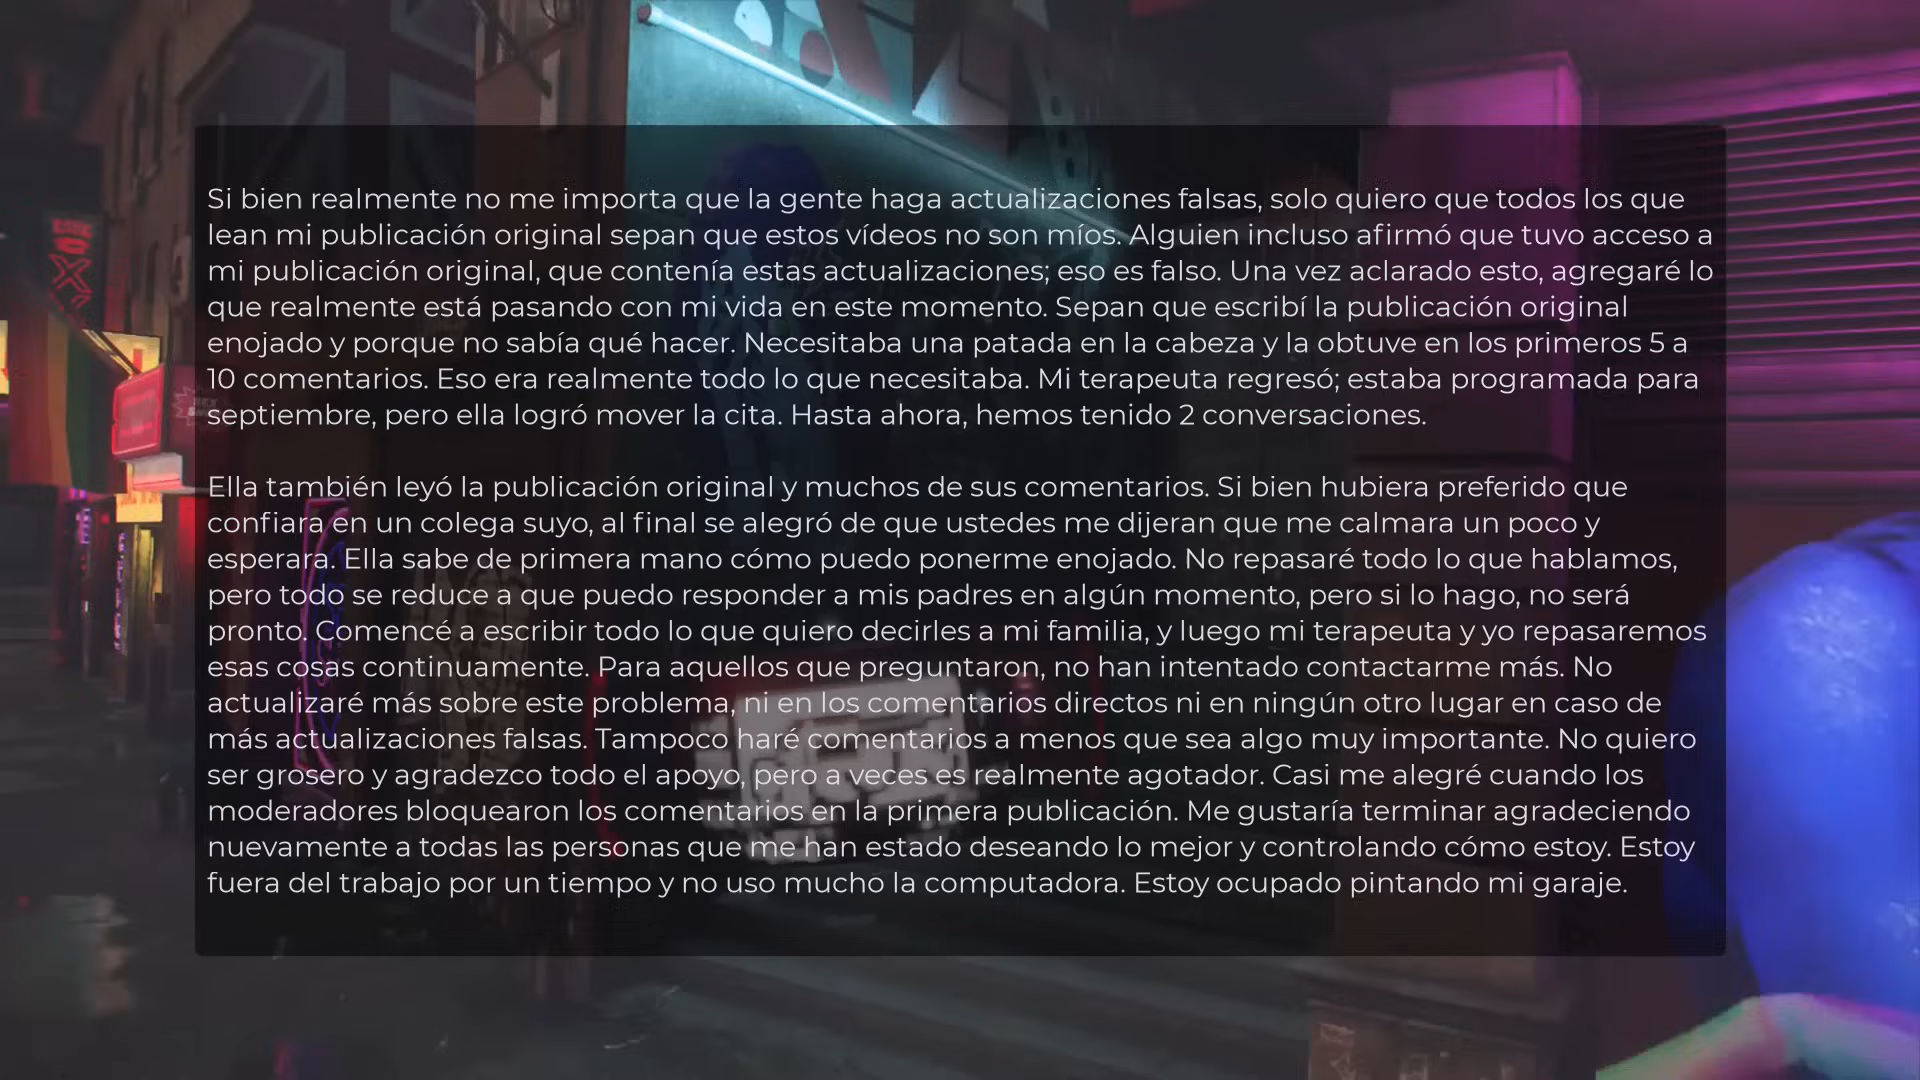 Si bien realmente no me importa que la gente haga actualizaciones falsas, solo quiero que todos los que
lean mi publicación original sepan que estos vídeos no son míos. Alguien incluso afirmó que tuvo acceso a
mi publicación original, que contenía estas actualizaciones; eso es falso. Una vez aclarado esto, agregaré lo
que realmente está pasando con mi vida en este momento. Sepan que escribí la publicación original
enojado y porque no sabía qué hacer. Necesitaba una patada en la cabeza y la obtuve en los primeros 5 a
10 comentarios. Eso era realmente todo lo que necesitaba. Mi terapeuta regresó; estaba programada para
septiembre, pero ella logró mover la cita. Hasta ahora, hemos tenido 2 conversaciones.
Ella también leyó la publicación original y muchos de sus comentarios. Si bien hubiera preferido que
confiara en un colega suyo, al final se alegró de que ustedes me dijeran que me calmara un poco y
esperara. Ella sabe de primera mano cómo puedo ponerme enojado. No repasaré todo lo que hablamos,
pero todo se reduce a que puedo responder a mis padres en algún momento, pero si lo hago, no será
pronto. Comencé a escribir todo lo que quiero decirles a mi familia, y luego mi terapeuta y yo repasaremos
esas cosas continuamente. Para aquellos que preguntaron, no han intentado contactarme más. No
actualizaré más sobre este problema, ni en los comentarios directos ni en ningún otro lugar en caso de
más actualizaciones falsas. Tampoco haré comentarios a menos que sea algo muy importante. No quiero
ser grosero y agradezco todo el apoyo, pero a veces es realmente agotador. Casi me alegré cuando los
moderadores bloquearon los comentarios en la primera publicación. Me gustaría terminar agradeciendo
nuevamente a todas las personas que me han estado deseando lo mejor y controlando cómo estoy. Estoy
fuera del trabajo por un tiempo y no uso mucho la computadora. Estoy ocupado pintando mi garaje.